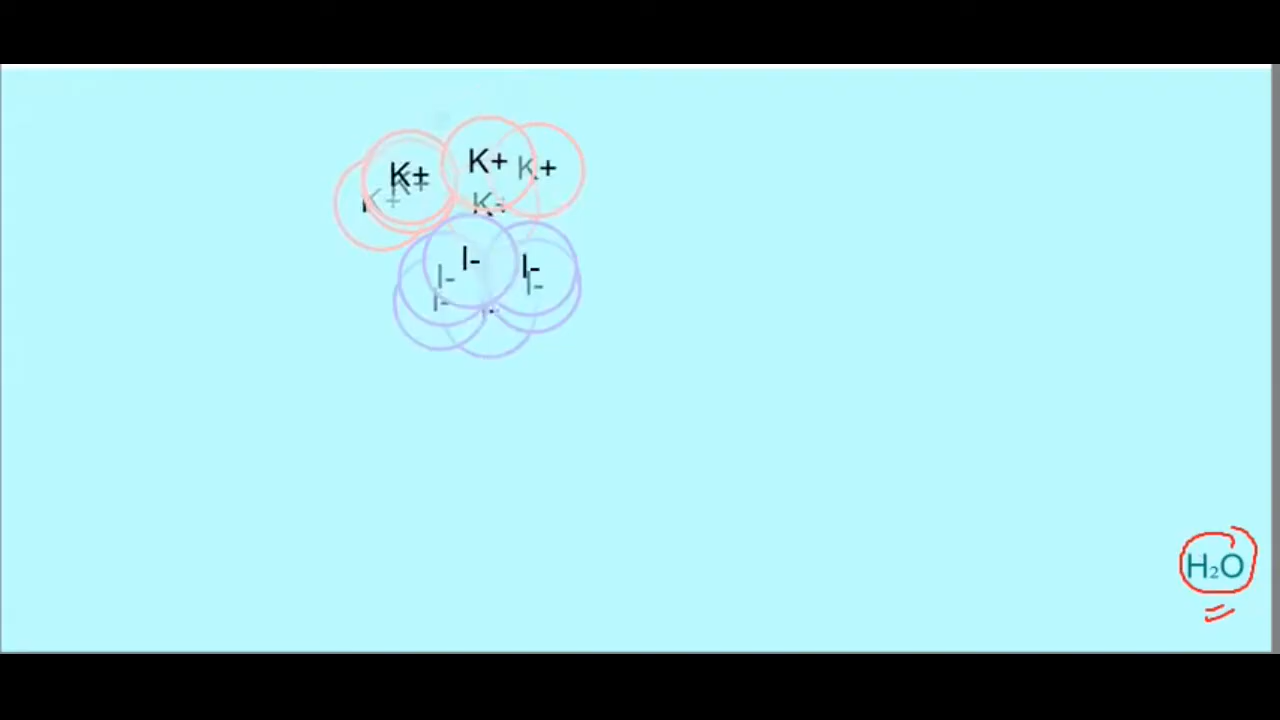 K+ K+
K+ K+ K+
K+
I- I-
I- I-
I-
H₂O